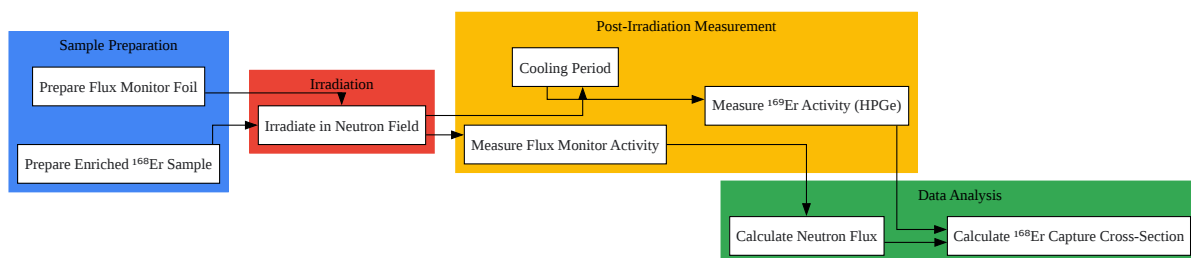 Sample Preparation
Prepare Flux Monitor Foil
Prepare Enriched ¹⁶⁸Er Sample
Irradiation
Irradiate in Neutron Field
Post-Irradiation Measurement
Cooling Period
Measure ¹⁶⁹Er Activity (HPGe)
Measure Flux Monitor Activity
Data Analysis
Calculate Neutron Flux
Calculate ¹⁶⁸Er Capture Cross-Section